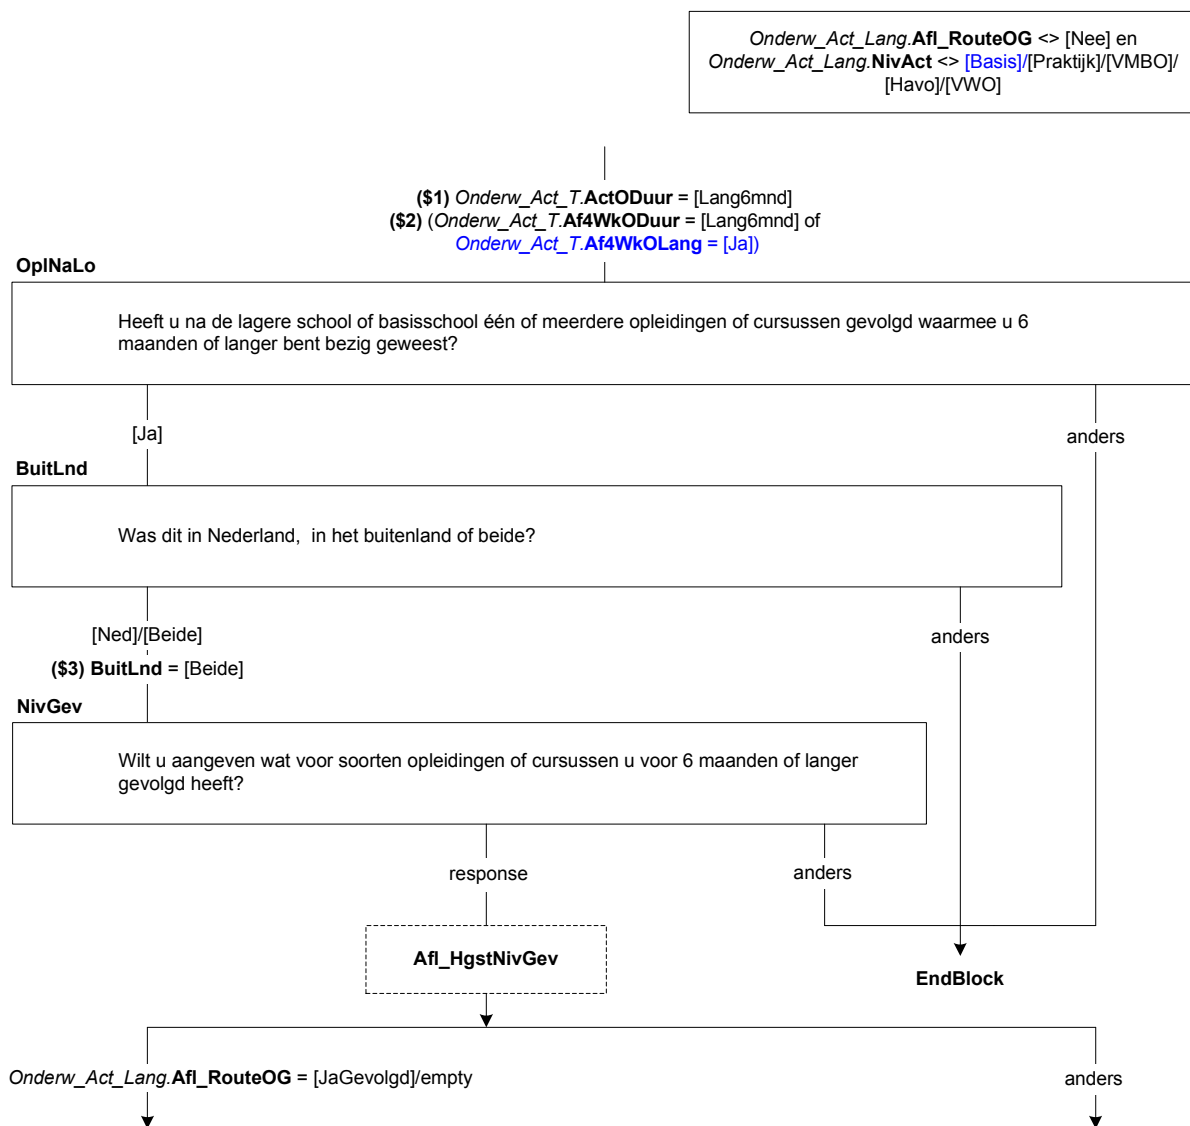 Onderw_Act_Lang.Afl_RouteOG <> [Nee] en
Onderw_Act_Lang.NivAct <> [Basis]/[Praktijk]/[VMBO]/
[Havo]/[VWO]
($1) Onderw_Act_T.ActODuur = [Lang6mnd]
($2) (Onderw_Act_T.Af4WkODuur = [Lang6mnd] of
Onderw_Act_T.Af4WkOLang = [Ja])
OplNaLo
Heeft u na de lagere school of basisschool één of meerdere opleidingen of cursussen gevolgd waarmee u 6
maanden of langer bent bezig geweest?
[Ja]
anders
BuitLnd
Was dit in Nederland, in het buitenland of beide?
[Ned]/[Beide]
anders
($3) BuitLnd = [Beide]
NivGev
Wilt u aangeven wat voor soorten opleidingen of cursussen u voor 6 maanden of langer
gevolgd heeft?
response
anders
Afl_HgstNivGev
EndBlock
Onderw_Act_Lang.Afl_RouteOG = [JaGevolgd]/empty
anders